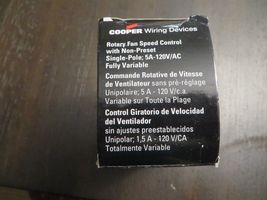 COOPER Wiring Devices
Rotary Fan Speed Control
with Non-Preset
Single-Pole; 5A-120V/AC
Fully Variable
Commande Rotative de Vitesse
de Ventilateur sans pré-réglage
Unipolaire; 5 A - 120 V/c.a.
Variable sur Toute la Plage
Control Giratorio de Velocidad
del Ventilador
sin ajustes preestablecidos
Unipolar; 1,5 A - 120 V/CA
Totalmente Variable